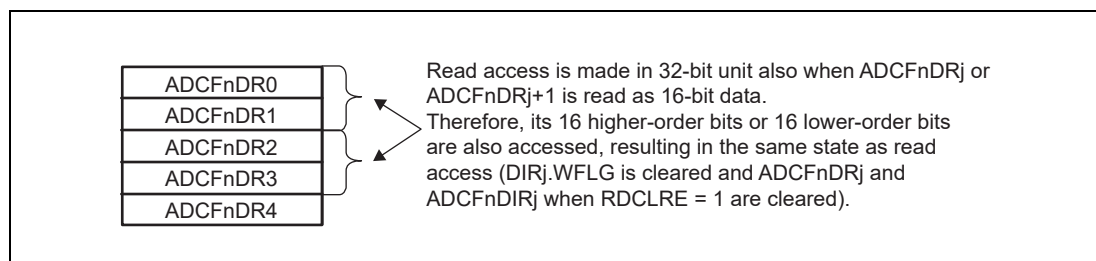 ADCFnDR0
ADCFnDR1
ADCFnDR2
ADCFnDR3
ADCFnDR4
Read access is made in 32-bit unit also when ADCFnDRj or
ADCFnDRj+1 is read as 16-bit data.
Therefore, its 16 higher-order bits or 16 lower-order bits
are also accessed, resulting in the same state as read
access (DIRj.WFLG is cleared and ADCFnDRj and
ADCFnDIRj when RDCLRE = 1 are cleared).